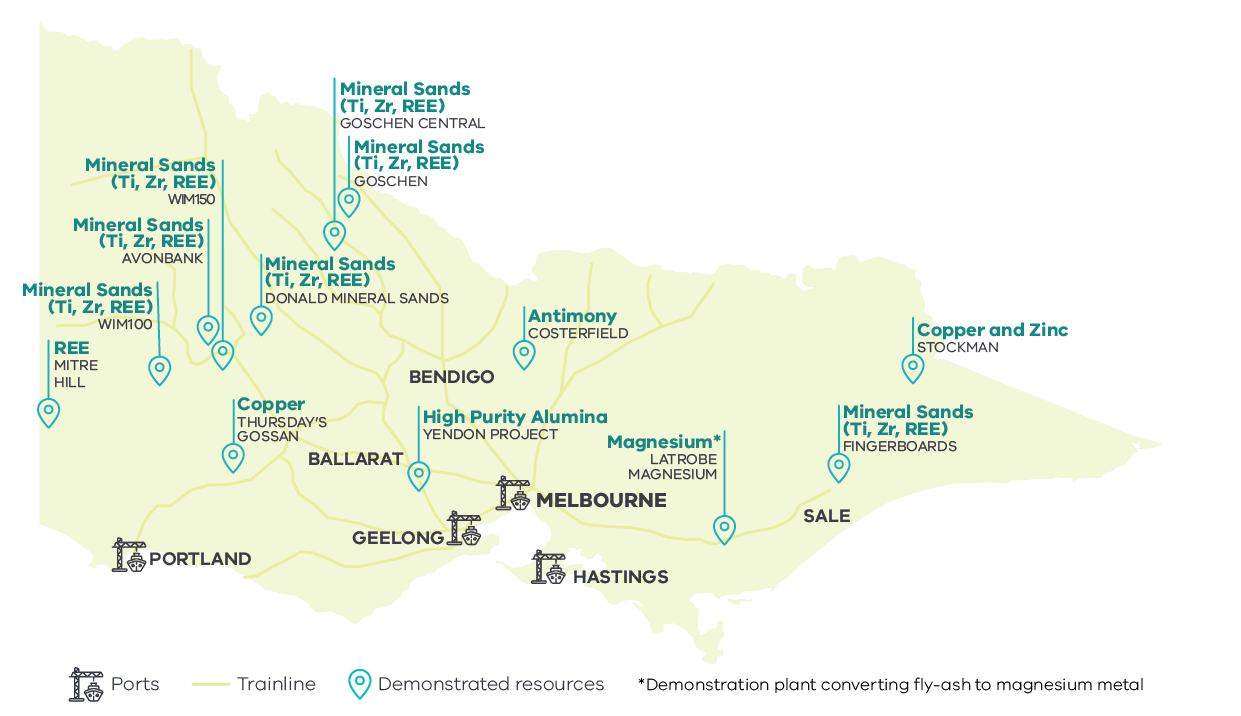 Mineral Sands
(Ti, Zr, REE)
GOSCHEN CENTRAL
Mineral Sands
(Ti, Zr, REE)
GOSCHEN
Mineral Sands
(Ti, Zr, REE)
WIM150
Mineral Sands
(Ti, Zr, REE)
AVONBANK
Mineral Sands
(Ti, Zr, REE)
DONALD MINERAL SANDS
Mineral Sands
(Ti, Zr, REE)
WIM100
Antimony
COSTERFIELD
Copper and Zinc
STOCKMAN
REE
MITRE
HILL
BENDIGO
Copper
THURSDAY'S
GOSSAN
High Purity Alumina
YENDON PROJECT
Mineral Sands
(Ti, Zr, REE)
FINGERBOARDS
Magnesium*
LATROBE
MAGNESIUM
BALLARAT
MELBOURNE
SALE
GEELONG
PORTLAND
HASTINGS
Ports
Trainline
Demonstrated resources
*Demonstration plant converting fly-ash to magnesium metal